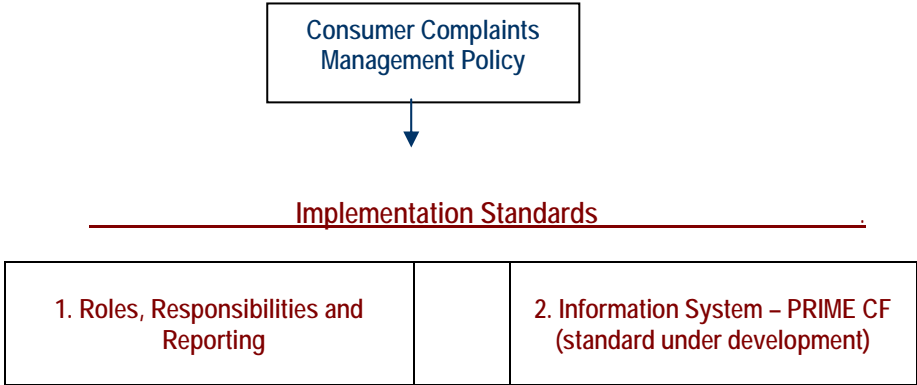 Consumer Complaints
Management Policy
Implementation Standards .
1. Roles, Responsibilities and
Reporting
2. Information System – PRIME CF
(standard under development)